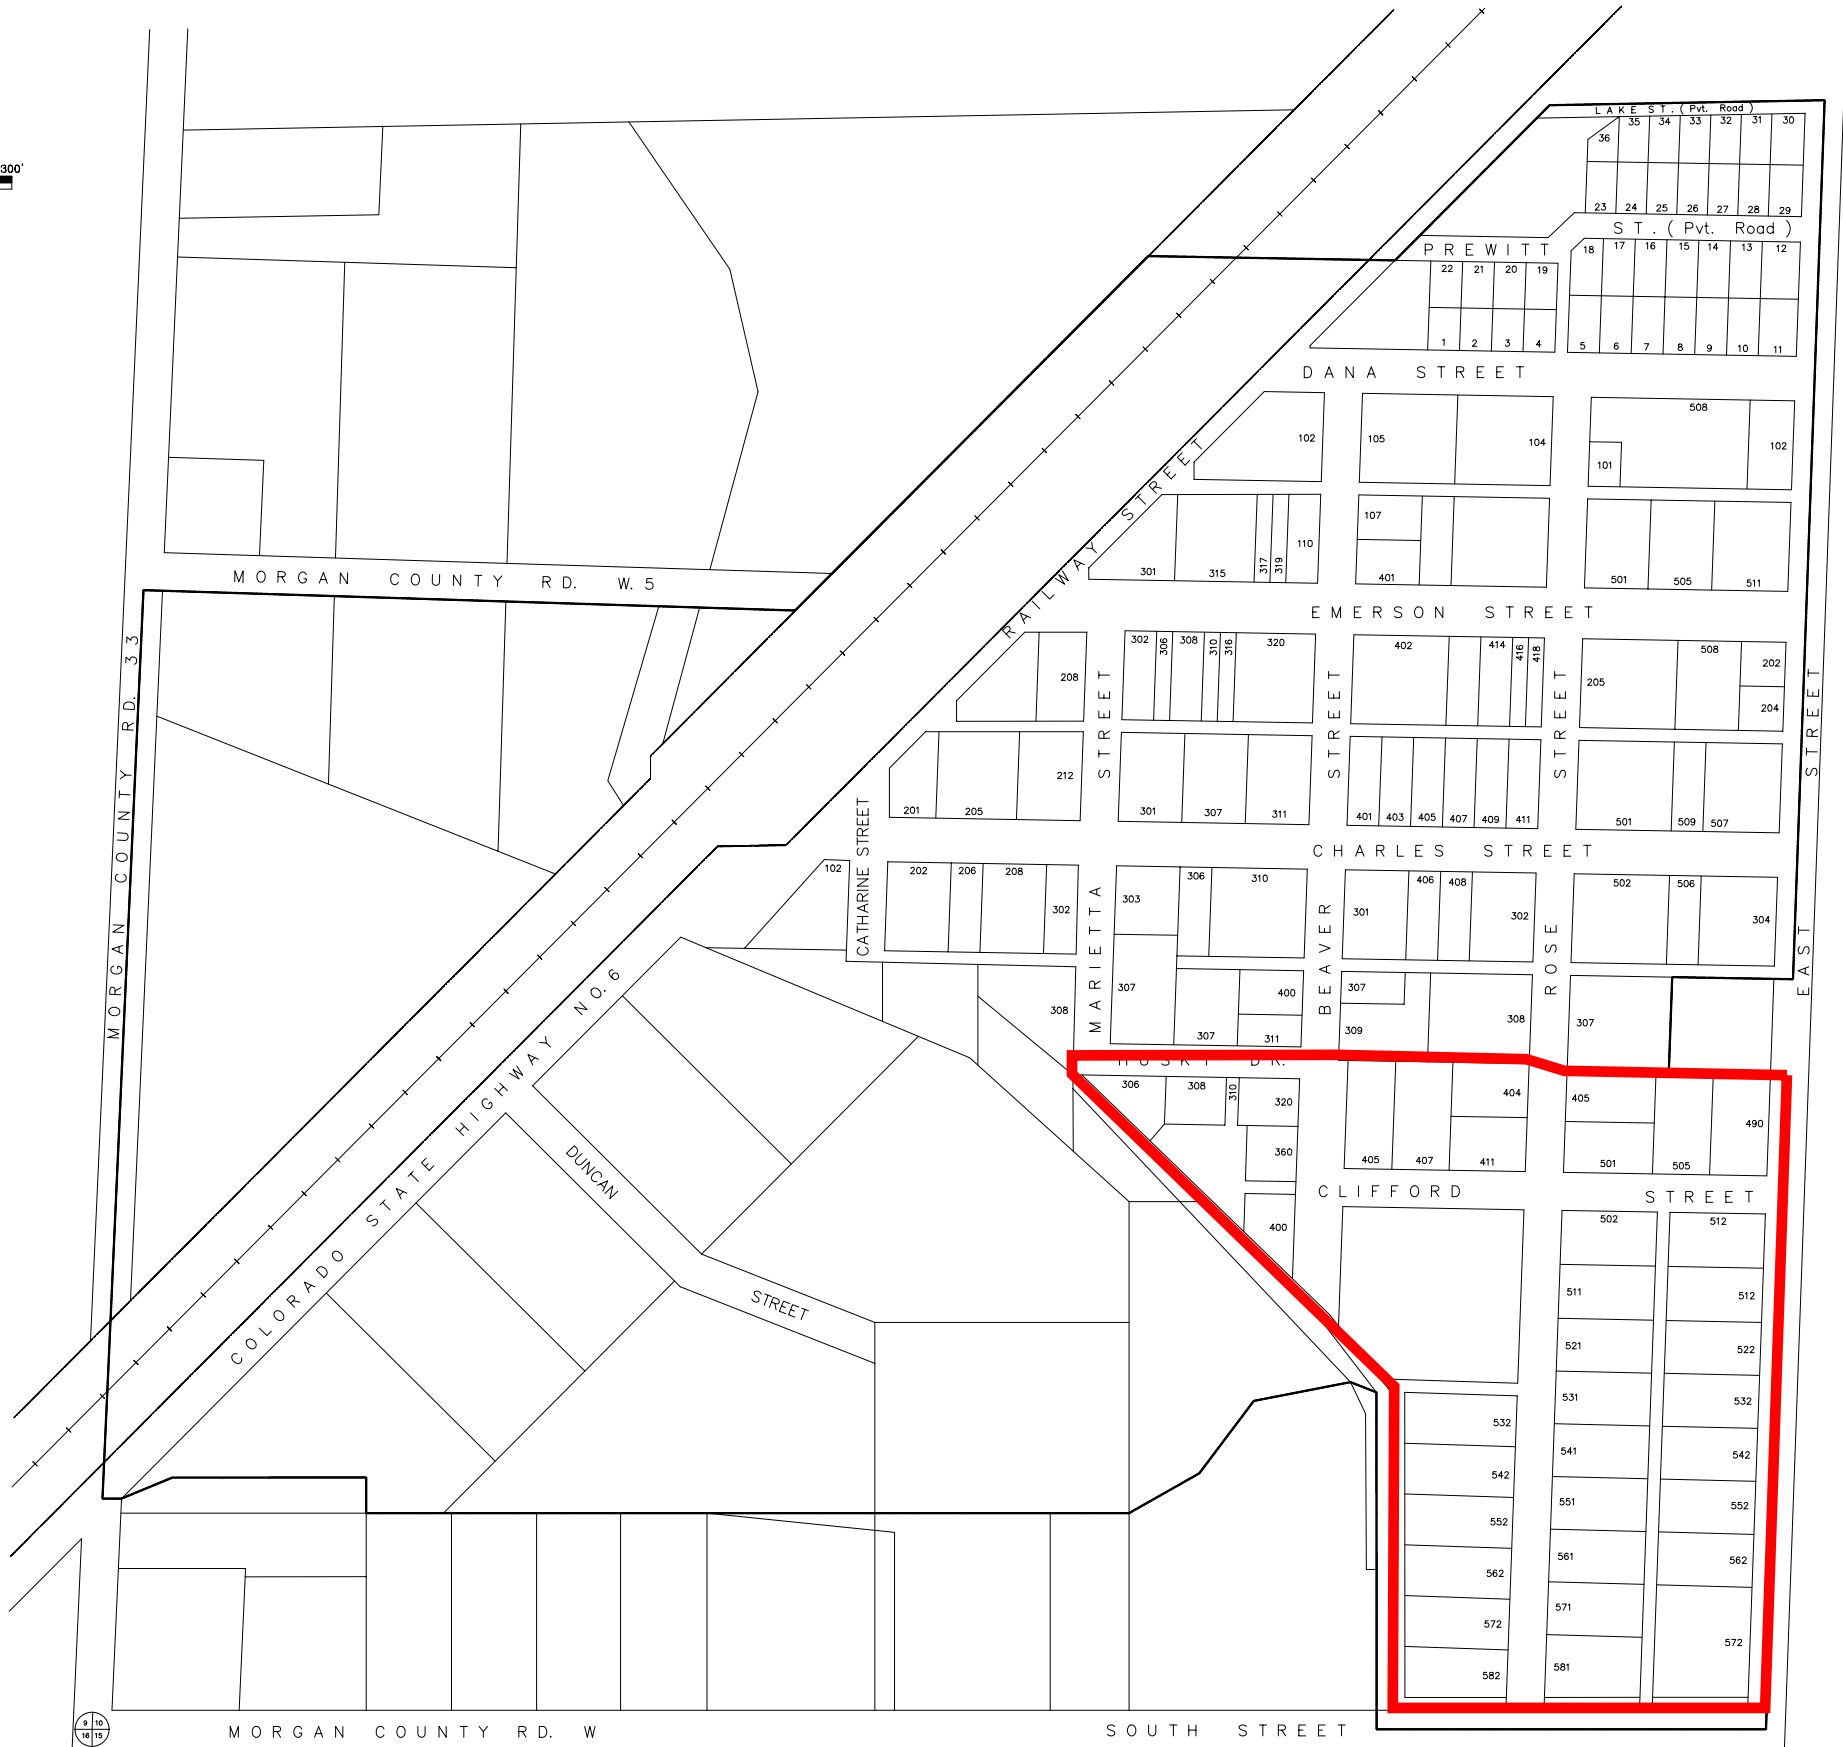 300'
LAKE ST. (Pvt. Road)
36 35 34 33 32 31 30
23 24 25 26 27 28 29
ST. (Pvt. Road)
PREWITT
18 17 16 15 14 13 12
22 21 20 19
1 2 3 4
5 6 7 8 9 10 11
DANA STREET
102 105 104 508 102
101
RAILWAY STREET
107
301 315 317 319 110
401 501 505 511
MORGAN COUNTY RD. W.5
EMERSON STREET
MORGAN COUNTY RD. 33
302 306 308 310 316 320
402 414 416 418
508 202
208 205 204
STREET STREET STREET STREET
212
201 205
301 307 311
401 403 405 407 409 411
501 509 507
CATHARINE STREET
CHARLES STREET
102 202 206 208 302
303 306 310
301 406 408 302
502 506 304
MARIETTA
BEAVER
ROSE
EAST
COLORADO STATE HIGHWAY NO. 6
308 307 400 307 311
307 309 308 307
HUSKY DR.
306 308 310 320
360
404 405 490
405 407 411
501 505
DUNCAN
STREET
CLIFFORD STREET
400 502 512
511 512
521 522
531 532
532 541 542
542 551 552
552 561 562
562 571
572 572
582 581
9 10
16 15
MORGAN COUNTY RD. W
SOUTH STREET